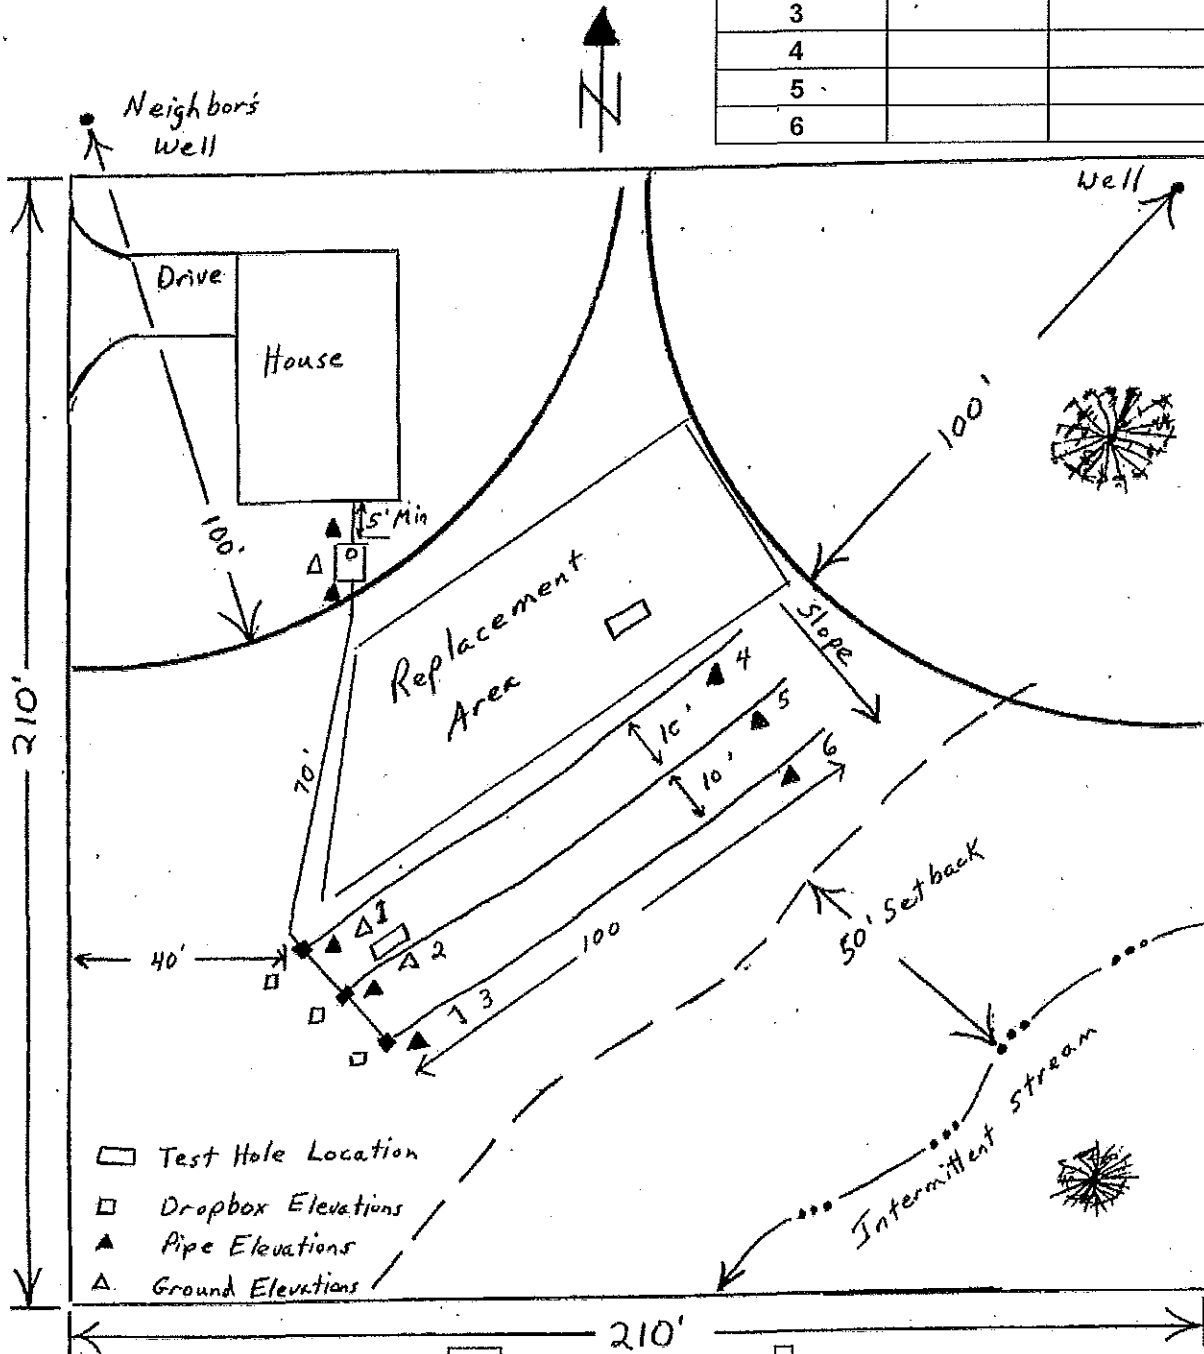 3
4
5
6
N
Neighbor's
Well
Well
Drive
House
5' Min
100'
100'
210'
Replacement
Area
Slope
70'
4
10'
5
10'
6
1
2
3
100
40'
50' Setback
Intermittent Stream
Test Hole Location
Dropbox Elevations
Pipe Elevations
Ground Elevations
210'